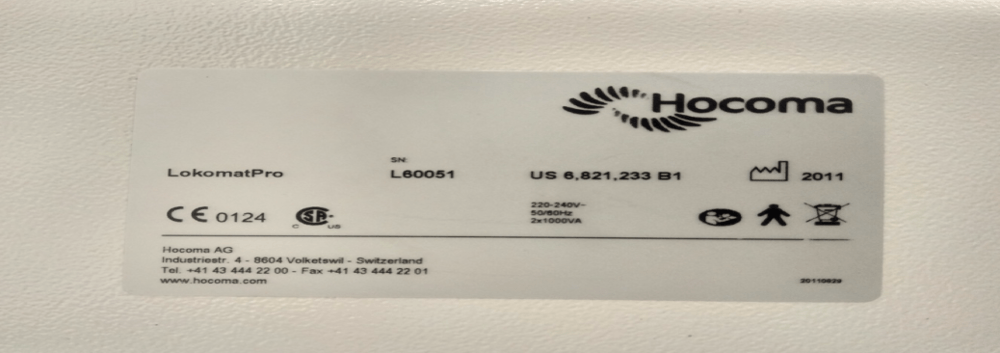 Hocoma
LokomatPro
SN:
L60051
US 6,821,233 B1
2011
CE 0124
C SA US
220-240V~
50/60Hz
2x1000VA
Hocoma AG
Industriestr. 4 - 8604 Volketswil - Switzerland
Tel. +41 43 444 22 00 - Fax +41 43 444 22 01
www.hocoma.com
20110829